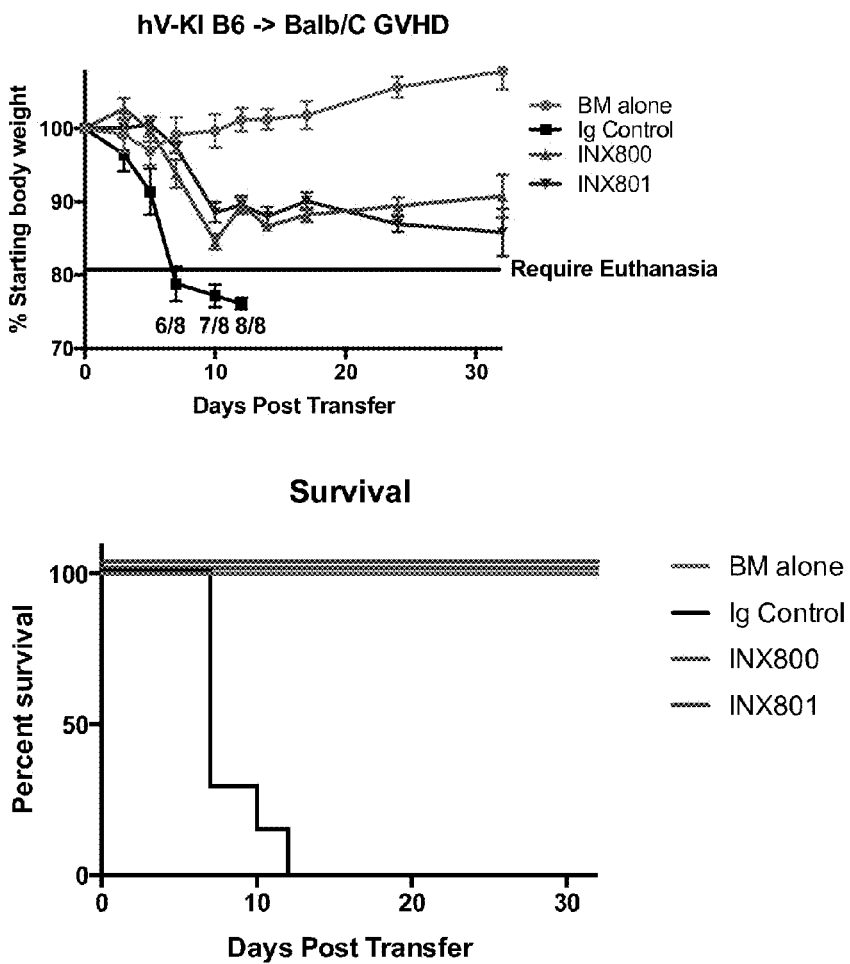 hV-KI B6 -> Balb/C GVHD
% Starting body weight
100
90
80
70
0
10
20
30
Days Post Transfer
BM alone
Ig Control
INX800
INX801
Require Euthanasia
6/8 7/8 8/8
Survival
Percent survival
100
50
0
0
10
20
30
Days Post Transfer
BM alone
Ig Control
INX800
INX801